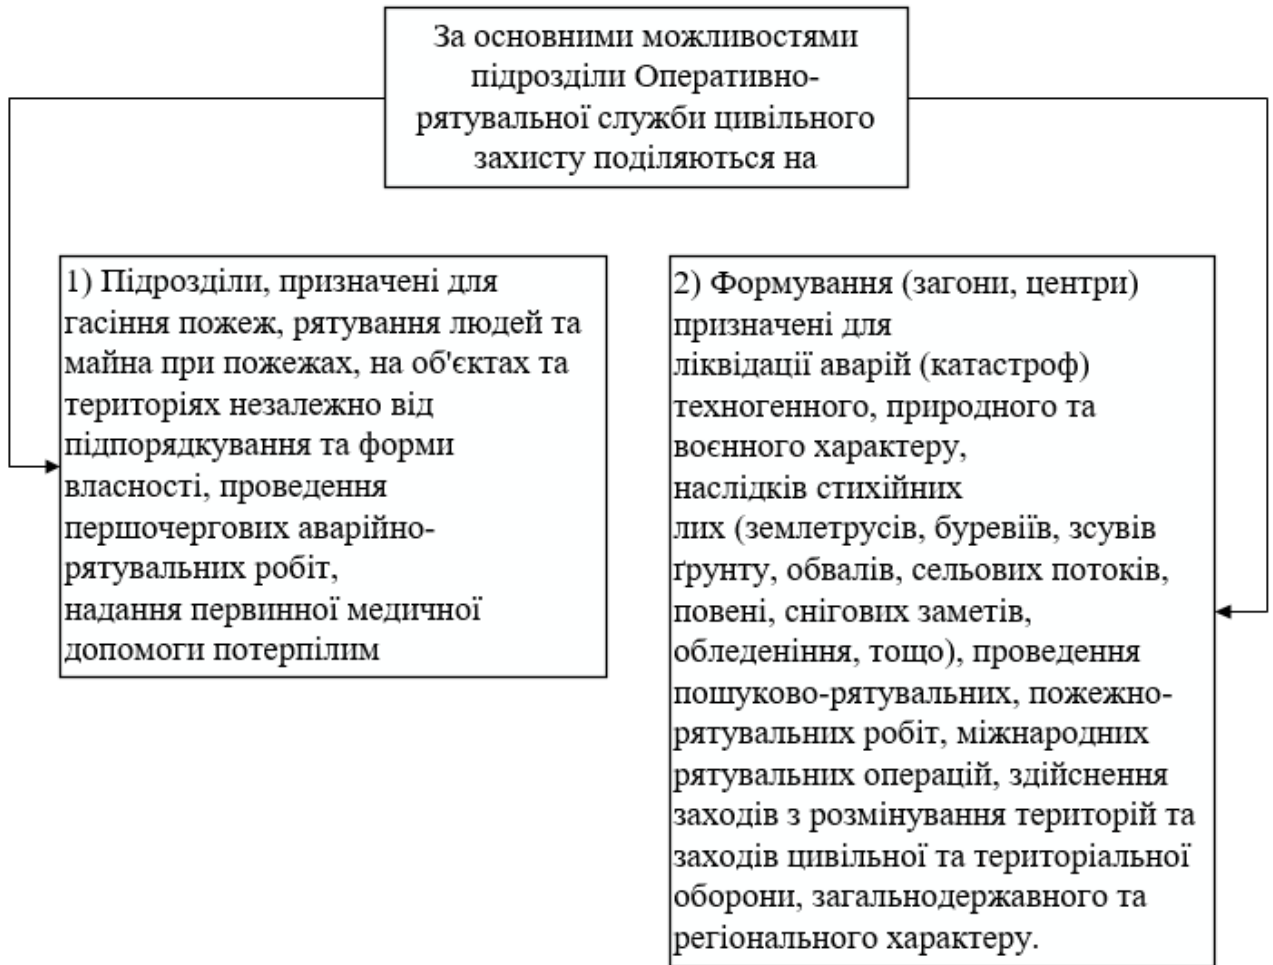 За основними можливостями
підрозділи Оперативно-
рятувальної служби цивільного
захисту поділяються на
1) Підрозділи, призначені для
гасіння пожеж, рятування людей та
майна при пожежах, на об'єктах та
територіях незалежно від
підпорядкування та форми
власності, проведення
першочергових аварійно-
рятувальних робіт,
надання первинної медичної
допомоги потерпілим
2) Формування (загони, центри)
призначені для
ліквідації аварій (катастроф)
техногенного, природного та
воєнного характеру,
наслідків стихійних
лих (землетрусів, буревіїв, зсувів
ґрунту, обвалів, сельових потоків,
повені, снігових заметів,
обледеніння, тощо), проведення
пошуково-рятувальних, пожежно-
рятувальних робіт, міжнародних
рятувальних операцій, здійснення
заходів з розмінування територій та
заходів цивільної та територіальної
оборони, загальнодержавного та
регіонального характеру.